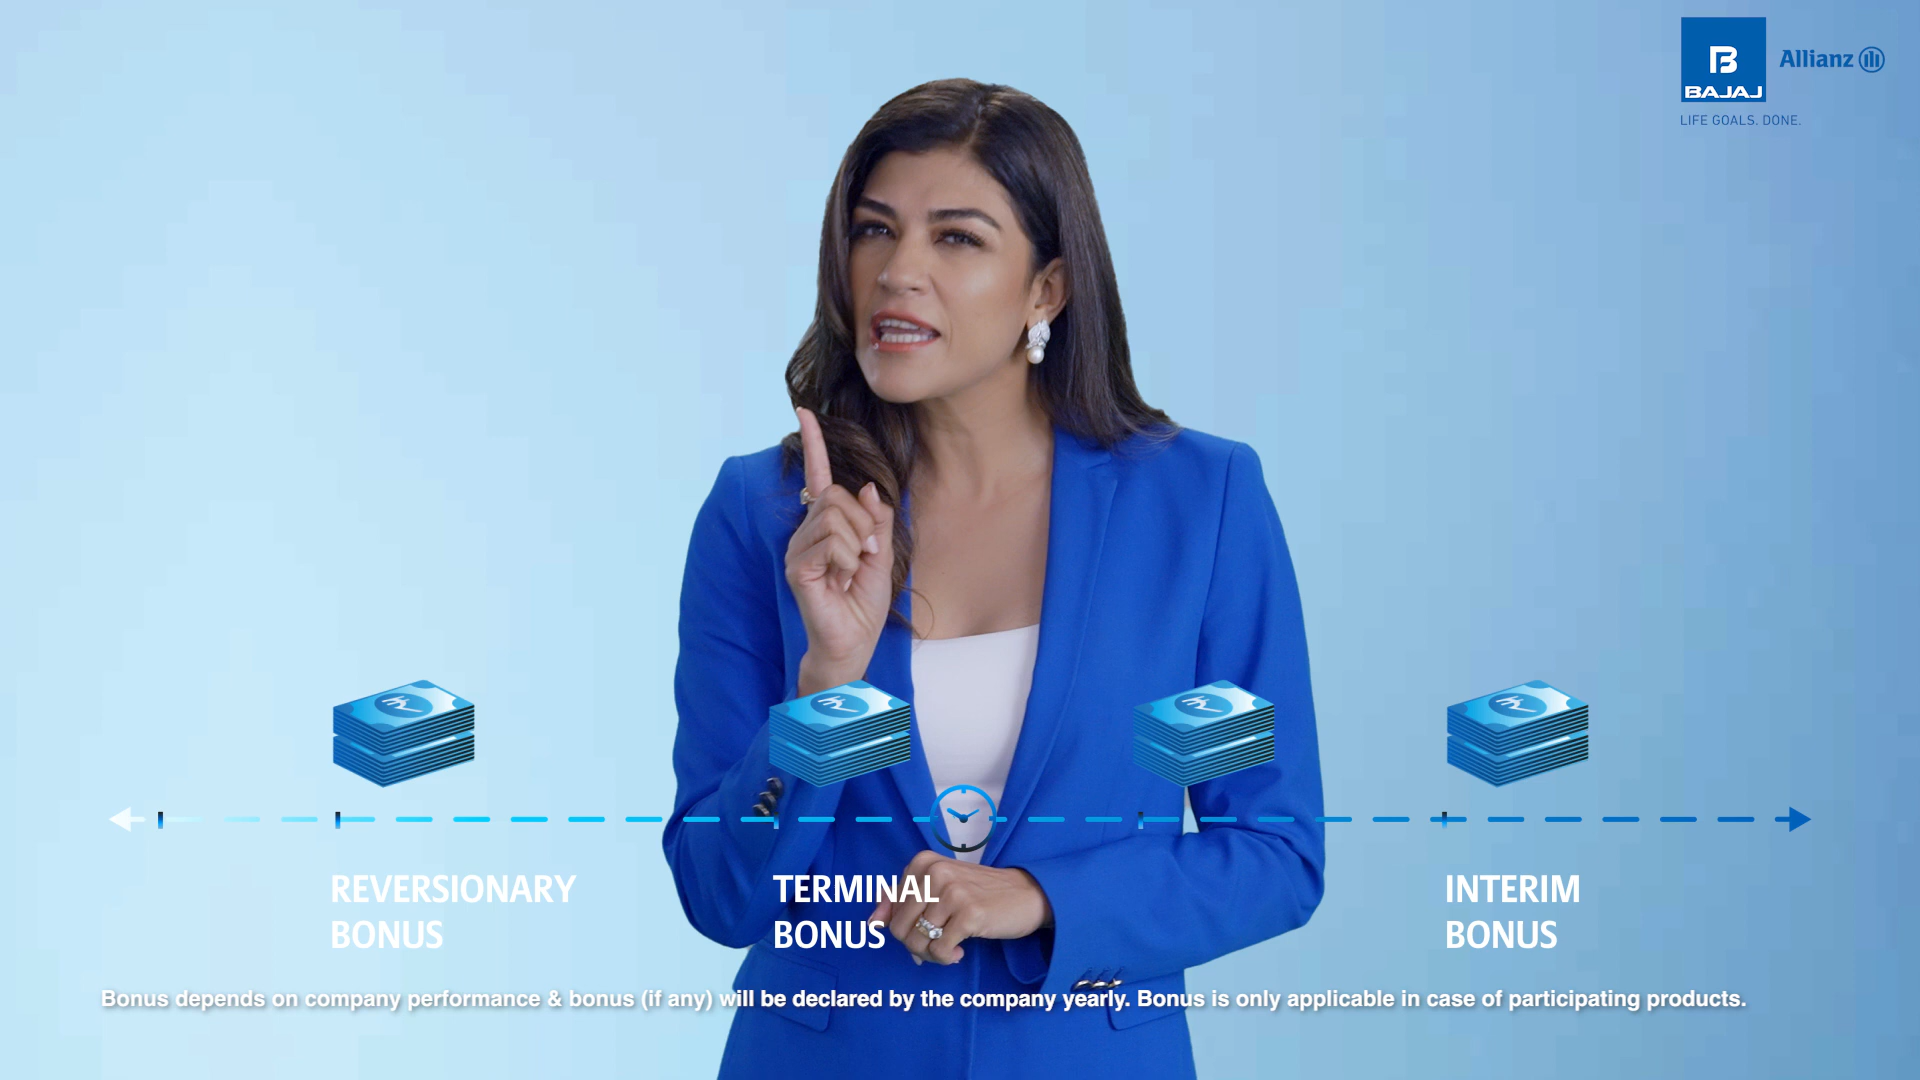 B
BAJAJ
Allianz
LIFE GOALS. DONE.
REVERSIONARY
BONUS
TERMINAL
BONUS
INTERIM
BONUS
Bonus depends on company performance & bonus (if any) will be declared by the company yearly. Bonus is only applicable in case of participating products.